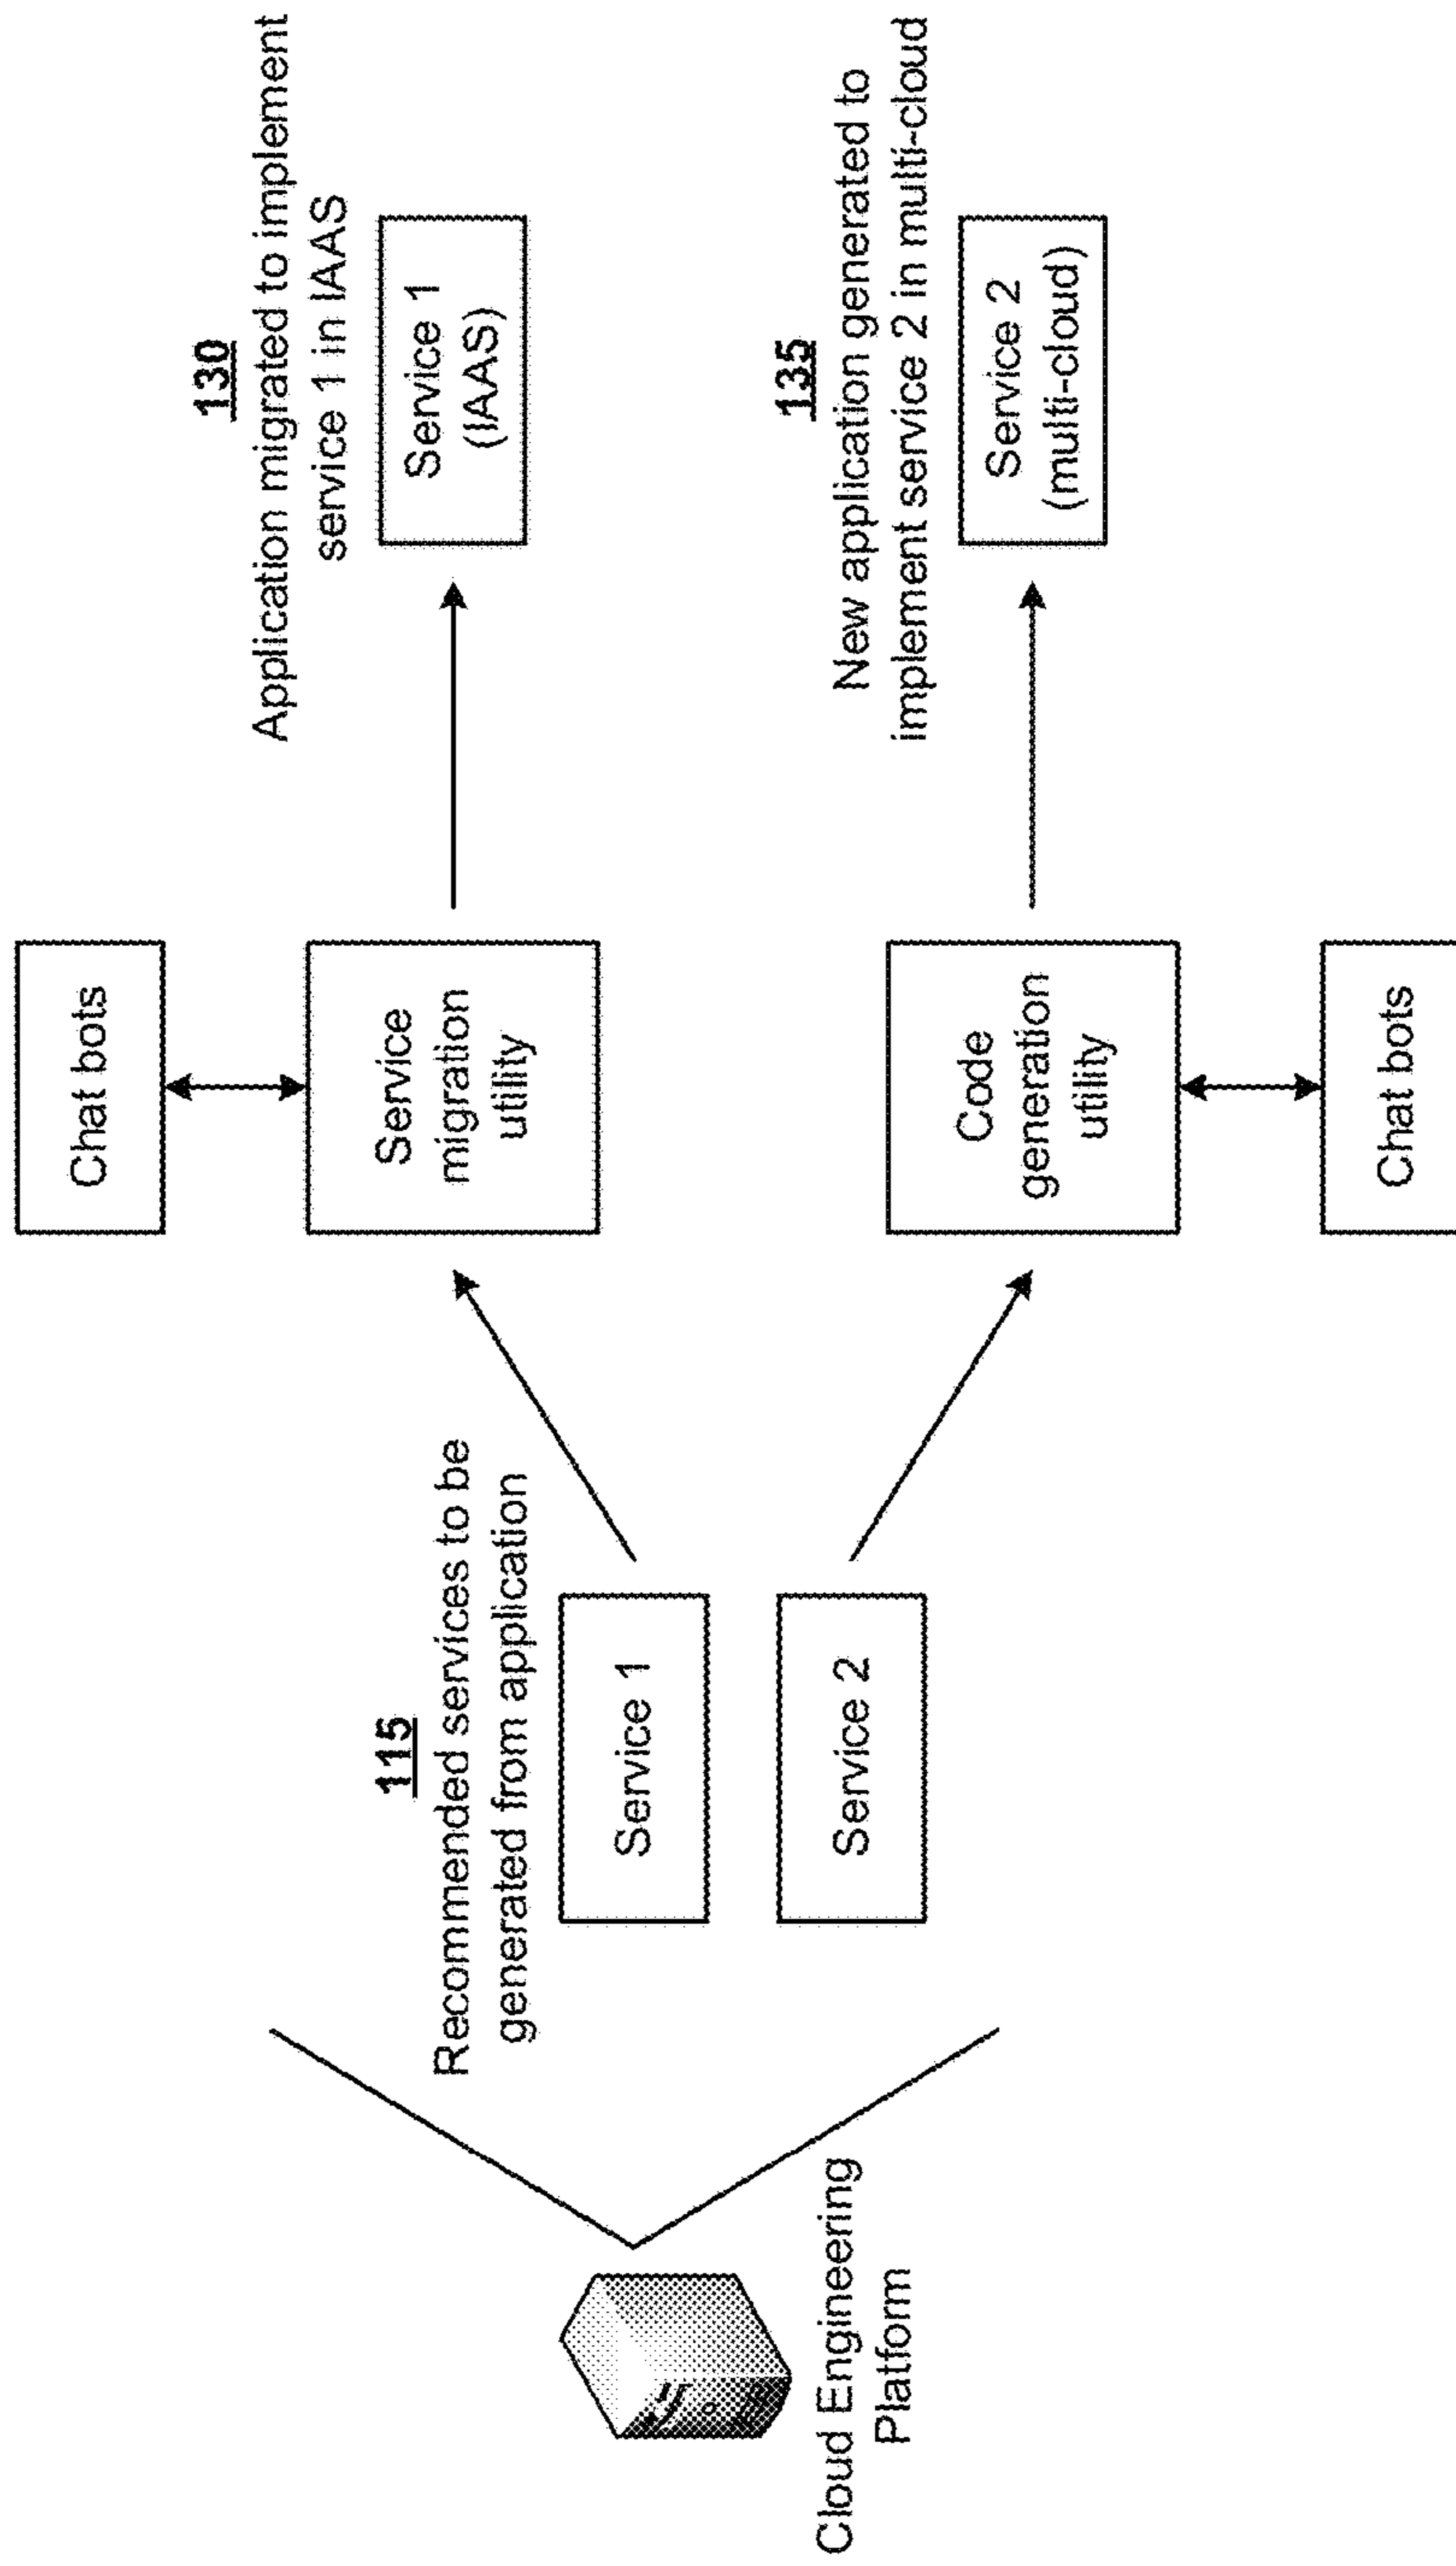 Cloud Engineering
Platform
115
Recommended services to be
generated from application
Service 1
Service 2
Chat bots
Service
migration
utility
Code
generation
utility
Chat bots
130
Application migrated to implement
service 1 in IAAS
Service 1
(IAAS)
135
New application generated to
implement service 2 in multi-cloud
Service 2
(multi-cloud)